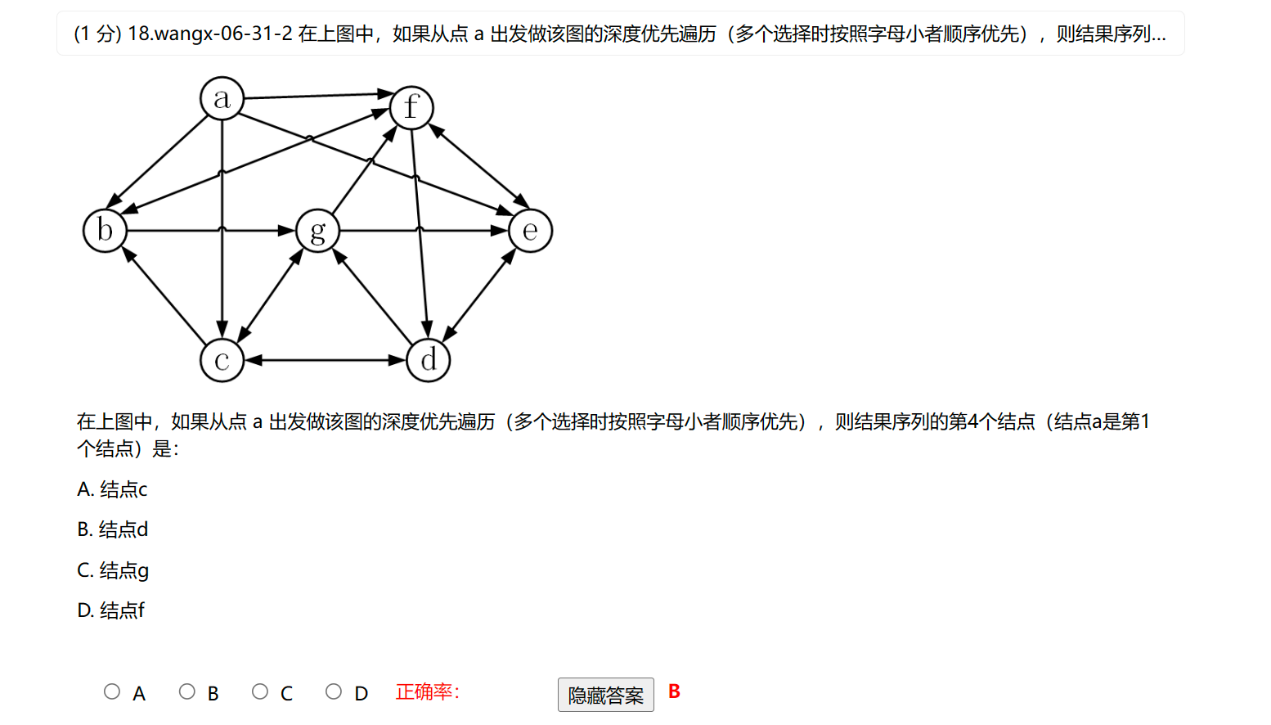 (1 分) 18.wangx-06-31-2 在上图中，如果从点 a 出发做该图的深度优先遍历（多个选择时按照字母小者顺序优先），则结果序列...
a
f
b
g
e
c
d
在上图中，如果从点 a 出发做该图的深度优先遍历（多个选择时按照字母小者顺序优先），则结果序列的第4个结点（结点a是第1
个结点）是：
A. 结点c
B. 结点d
C. 结点g
D. 结点f
A B C D 正确率： 隐藏答案 B